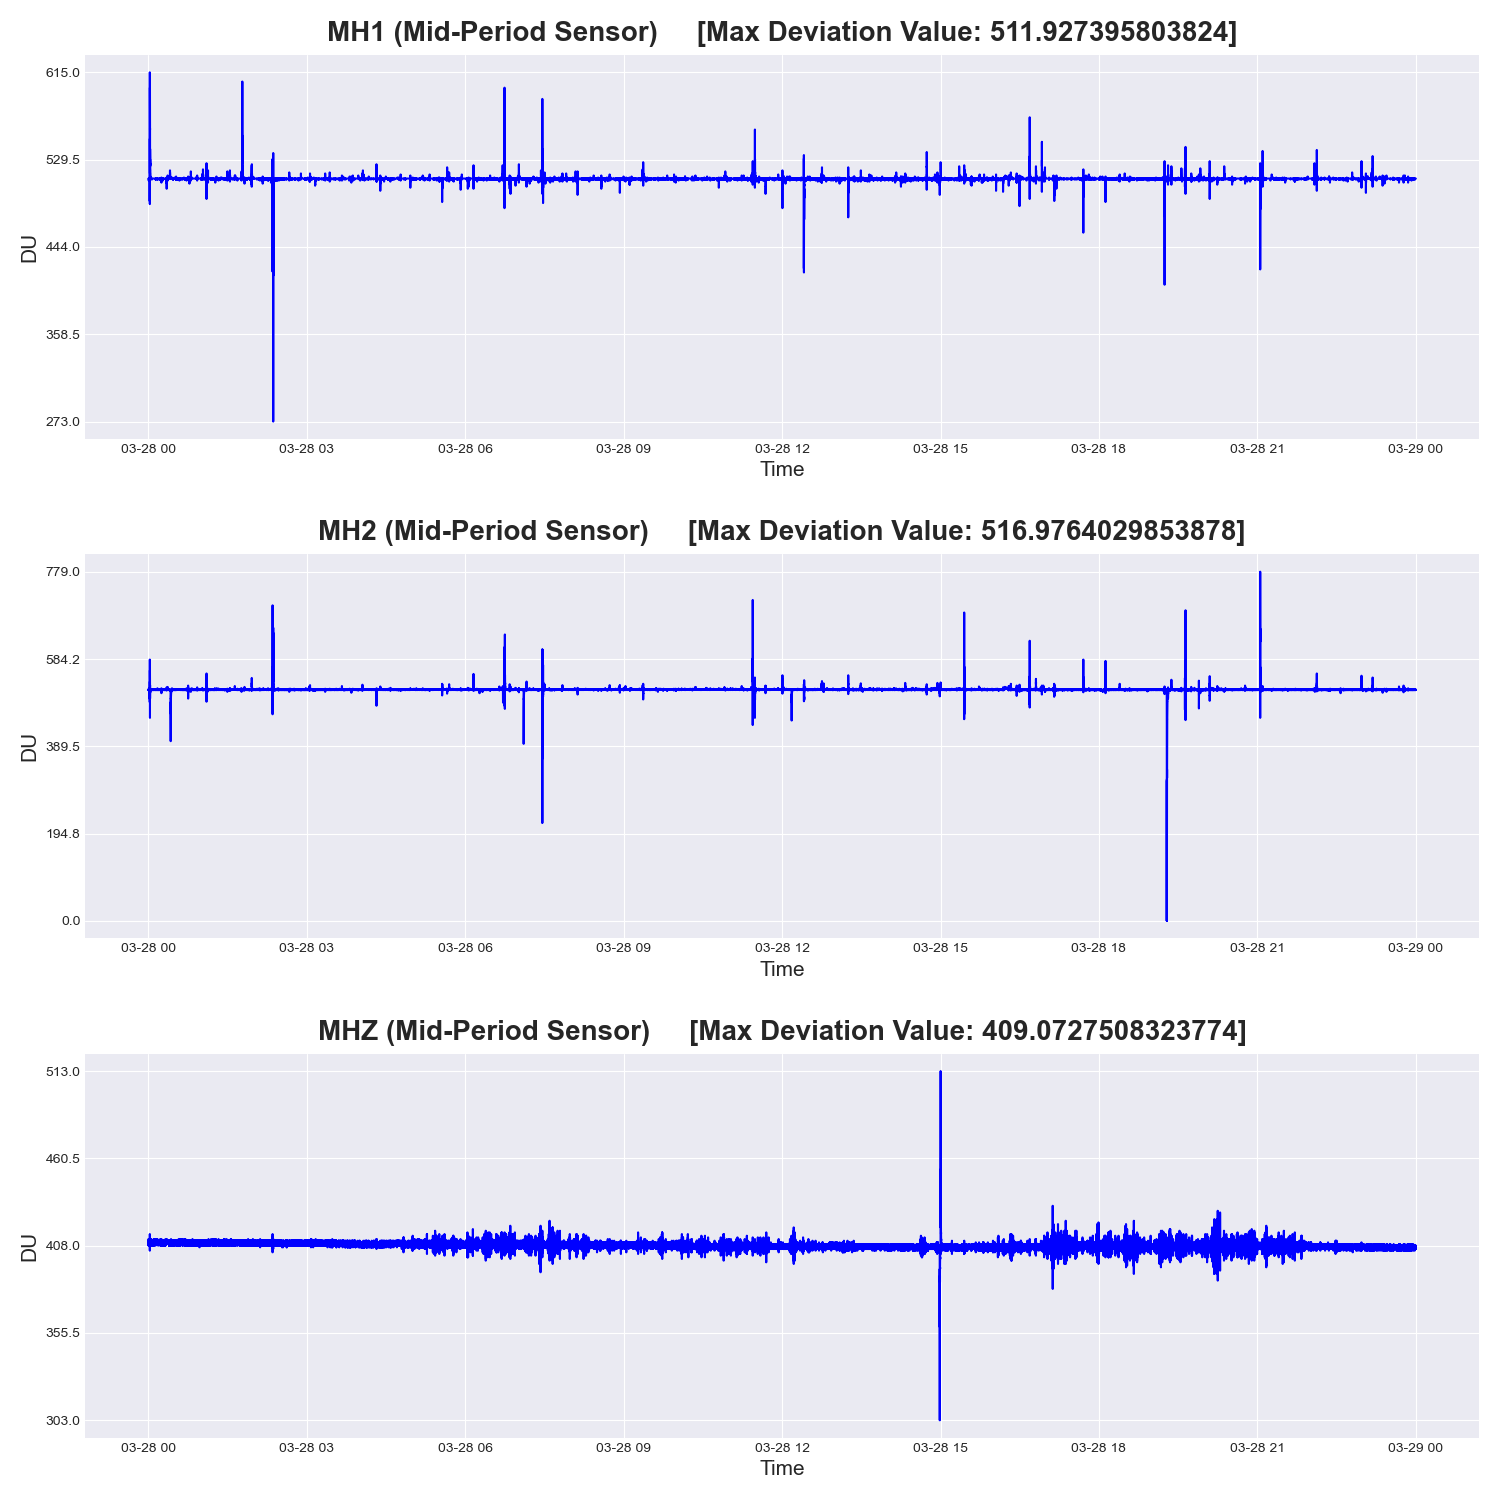 MH1 (Mid-Period Sensor) [Max Deviation Value: 511.927395803824]
615.0
529.5
444.0
358.5
273.0
DU
03-28 00 03-28 03 03-28 06 03-28 09 03-28 12 03-28 15 03-28 18 03-28 21 03-29 00
Time
MH2 (Mid-Period Sensor) [Max Deviation Value: 516.9764029853878]
779.0
584.2
389.5
194.8
0.0
DU
03-28 00 03-28 03 03-28 06 03-28 09 03-28 12 03-28 15 03-28 18 03-28 21 03-29 00
Time
MHZ (Mid-Period Sensor) [Max Deviation Value: 409.0727508323774]
513.0
460.5
408.0
355.5
303.0
DU
03-28 00 03-28 03 03-28 06 03-28 09 03-28 12 03-28 15 03-28 18 03-28 21 03-29 00
Time